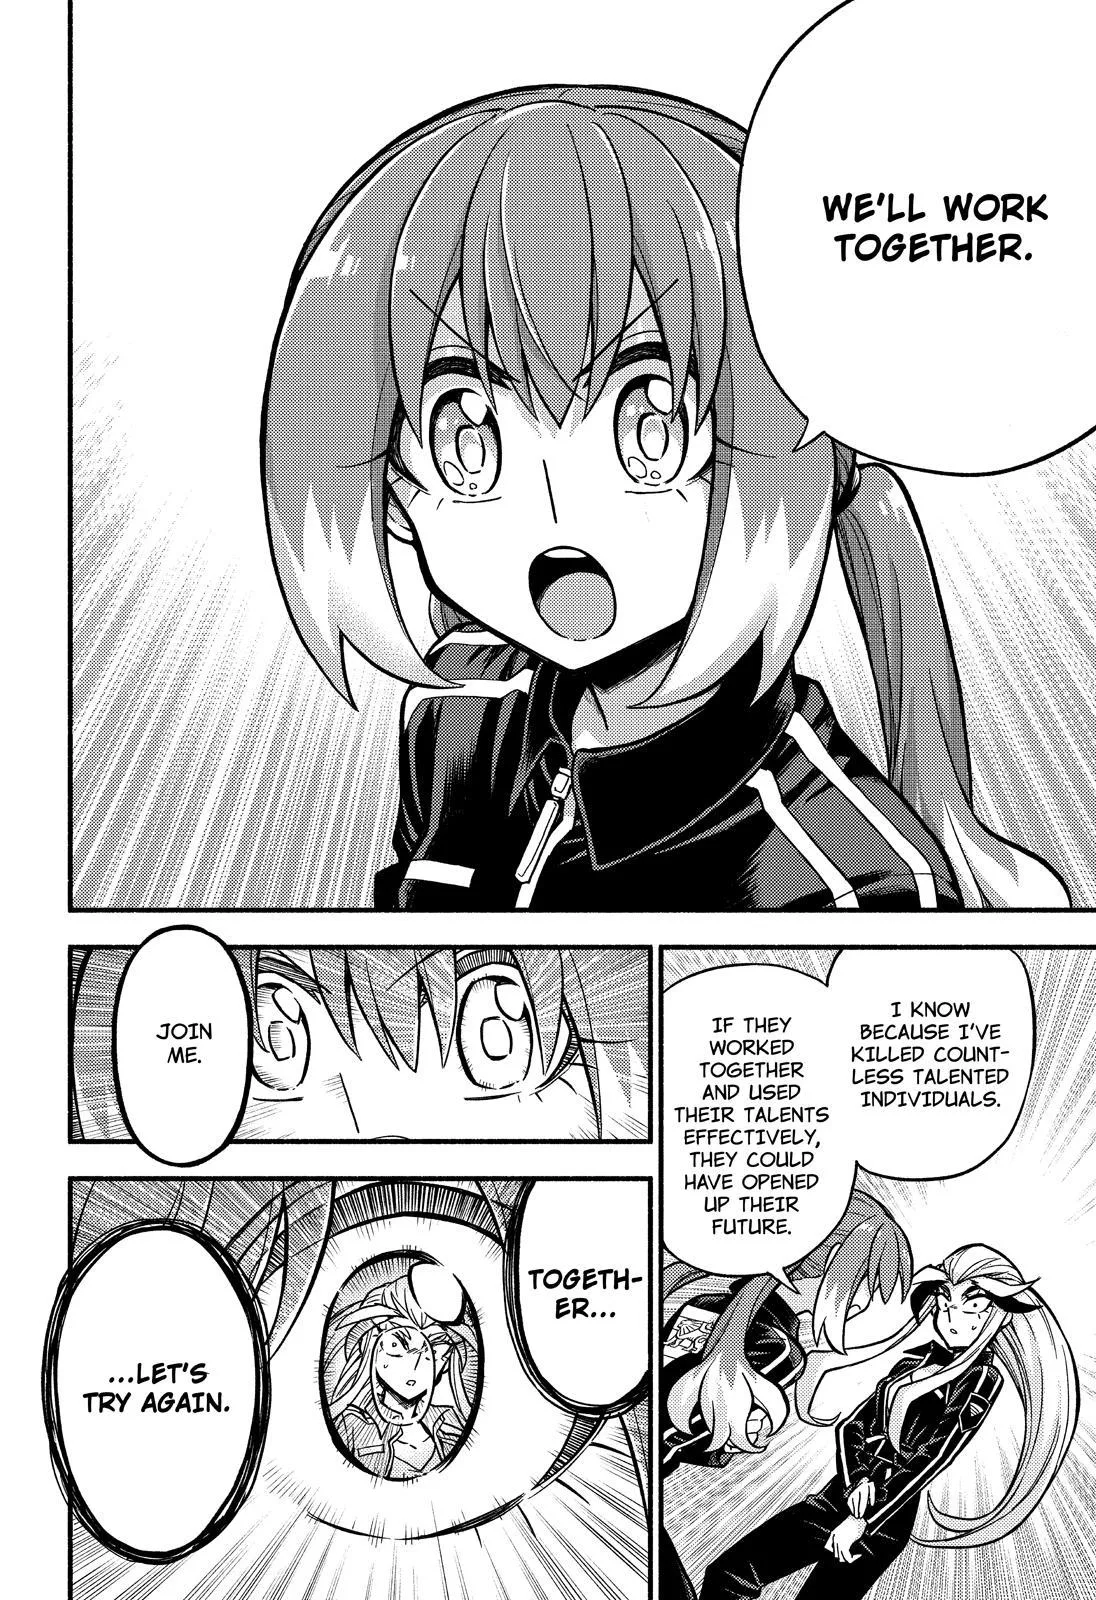 WE'LL WORK
TOGETHER.
I KNOW
BECAUSE I'VE
KILLED COUNT-
LESS TALENTED
INDIVIDUALS.
IF THEY
WORKED
TOGETHER
AND USED
THEIR TALENTS
EFFECTIVELY,
THEY COULD
HAVE OPENED
UP THEIR
FUTURE.
JOIN
ME.
TOGETH-
ER...
...LET'S
TRY AGAIN.